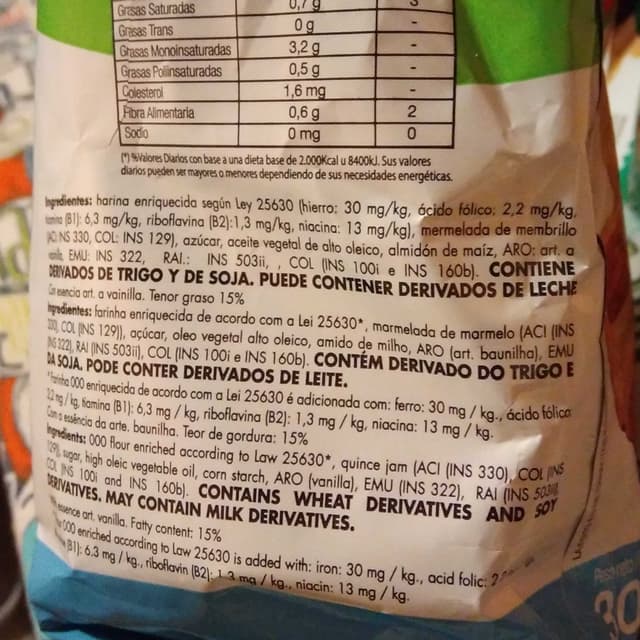 Grasas Saturadas 0,7 g 3
Grasas Trans 0 g -
Grasas Monoinsaturadas 3,2 g -
Grasas Poliinsaturadas 0,5 g -
Colesterol 1,6 mg -
Fibra Alimentaria 0,6 g 2
Sodio 0 mg 0
(*) %Valores Diarios con base a una dieta base de 2.000Kcal u 8400kJ. Sus valores
diarios pueden ser mayores o menores dependiendo de sus necesidades energéticas.
Ingredientes: harina enriquecida según Ley 25630 (hierro: 30 mg/kg, ácido fólico: 2,2 mg/kg,
tiamina (B1): 6,3 mg/kg, riboflavina (B2):1,3 mg/kg, niacina: 13 mg/kg), mermelada de membrillo
(ACI: INS 330, COL: INS 129), azúcar, aceite vegetal de alto oleico, almidón de maíz, ARO: art. a
vainilla, EMU: INS 322, RAI.: INS 503ii, , COL (INS 100i e INS 160b). CONTIENE
DERIVADOS DE TRIGO Y DE SOJA. PUEDE CONTENER DERIVADOS DE LECHE
Con esencia art. a vainilla. Tenor graso 15%
Ingredientes: farinha enriquecida de acordo com a Lei 25630*, marmelada de marmelo (ACI (INS
330), COL (INS 129)), açúcar, oleo vegetal alto oleico, amido de milho, ARO (art. baunilha), EMU
(INS 322), RAI (INS 503ii), COL (INS 100i e INS 160b). CONTÉM DERIVADO DO TRIGO E
DA SOJA. PODE CONTER DERIVADOS DE LEITE.
*Farinha 000 enriquecida de acordo com a Lei 25630 é adicionada com: ferro: 30 mg / kg., ácido fólico:
2,2 mg / kg, tiamina (B1): 6,3 mg / kg, riboflavina (B2): 1,3 mg / kg, niacina: 13 mg / kg.
Com a essência da arte. baunilha. Teor de gordura: 15%
Ingredients: 000 flour enriched according to Law 25630*, quince jam (ACI (INS 330), COL (INS
129)), sugar, high oleic vegetable oil, corn starch, ARO (vanilla), EMU (INS 322), RAI (INS 503ii),
COL (INS 100i and INS 160b). CONTAINS WHEAT DERIVATIVES AND SOY
DERIVATIVES. MAY CONTAIN MILK DERIVATIVES.
essence art. vanilla. Fatty content: 15%
000 enriched according to Law 25630 is added with: iron: 30 mg / kg., acid folic: 2
(B1): 6,3 mg / kg., riboflavin (B2): 1,3 mg / kg., niacin: 13 mg / kg.
30